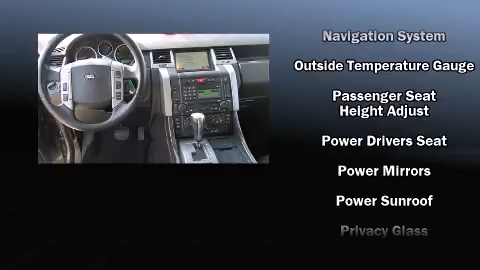 Navigation System
Outside Temperature Gauge
Passenger Seat
Height Adjust
Power Drivers Seat
Power Mirrors
Power Sunroof
Privacy Glass